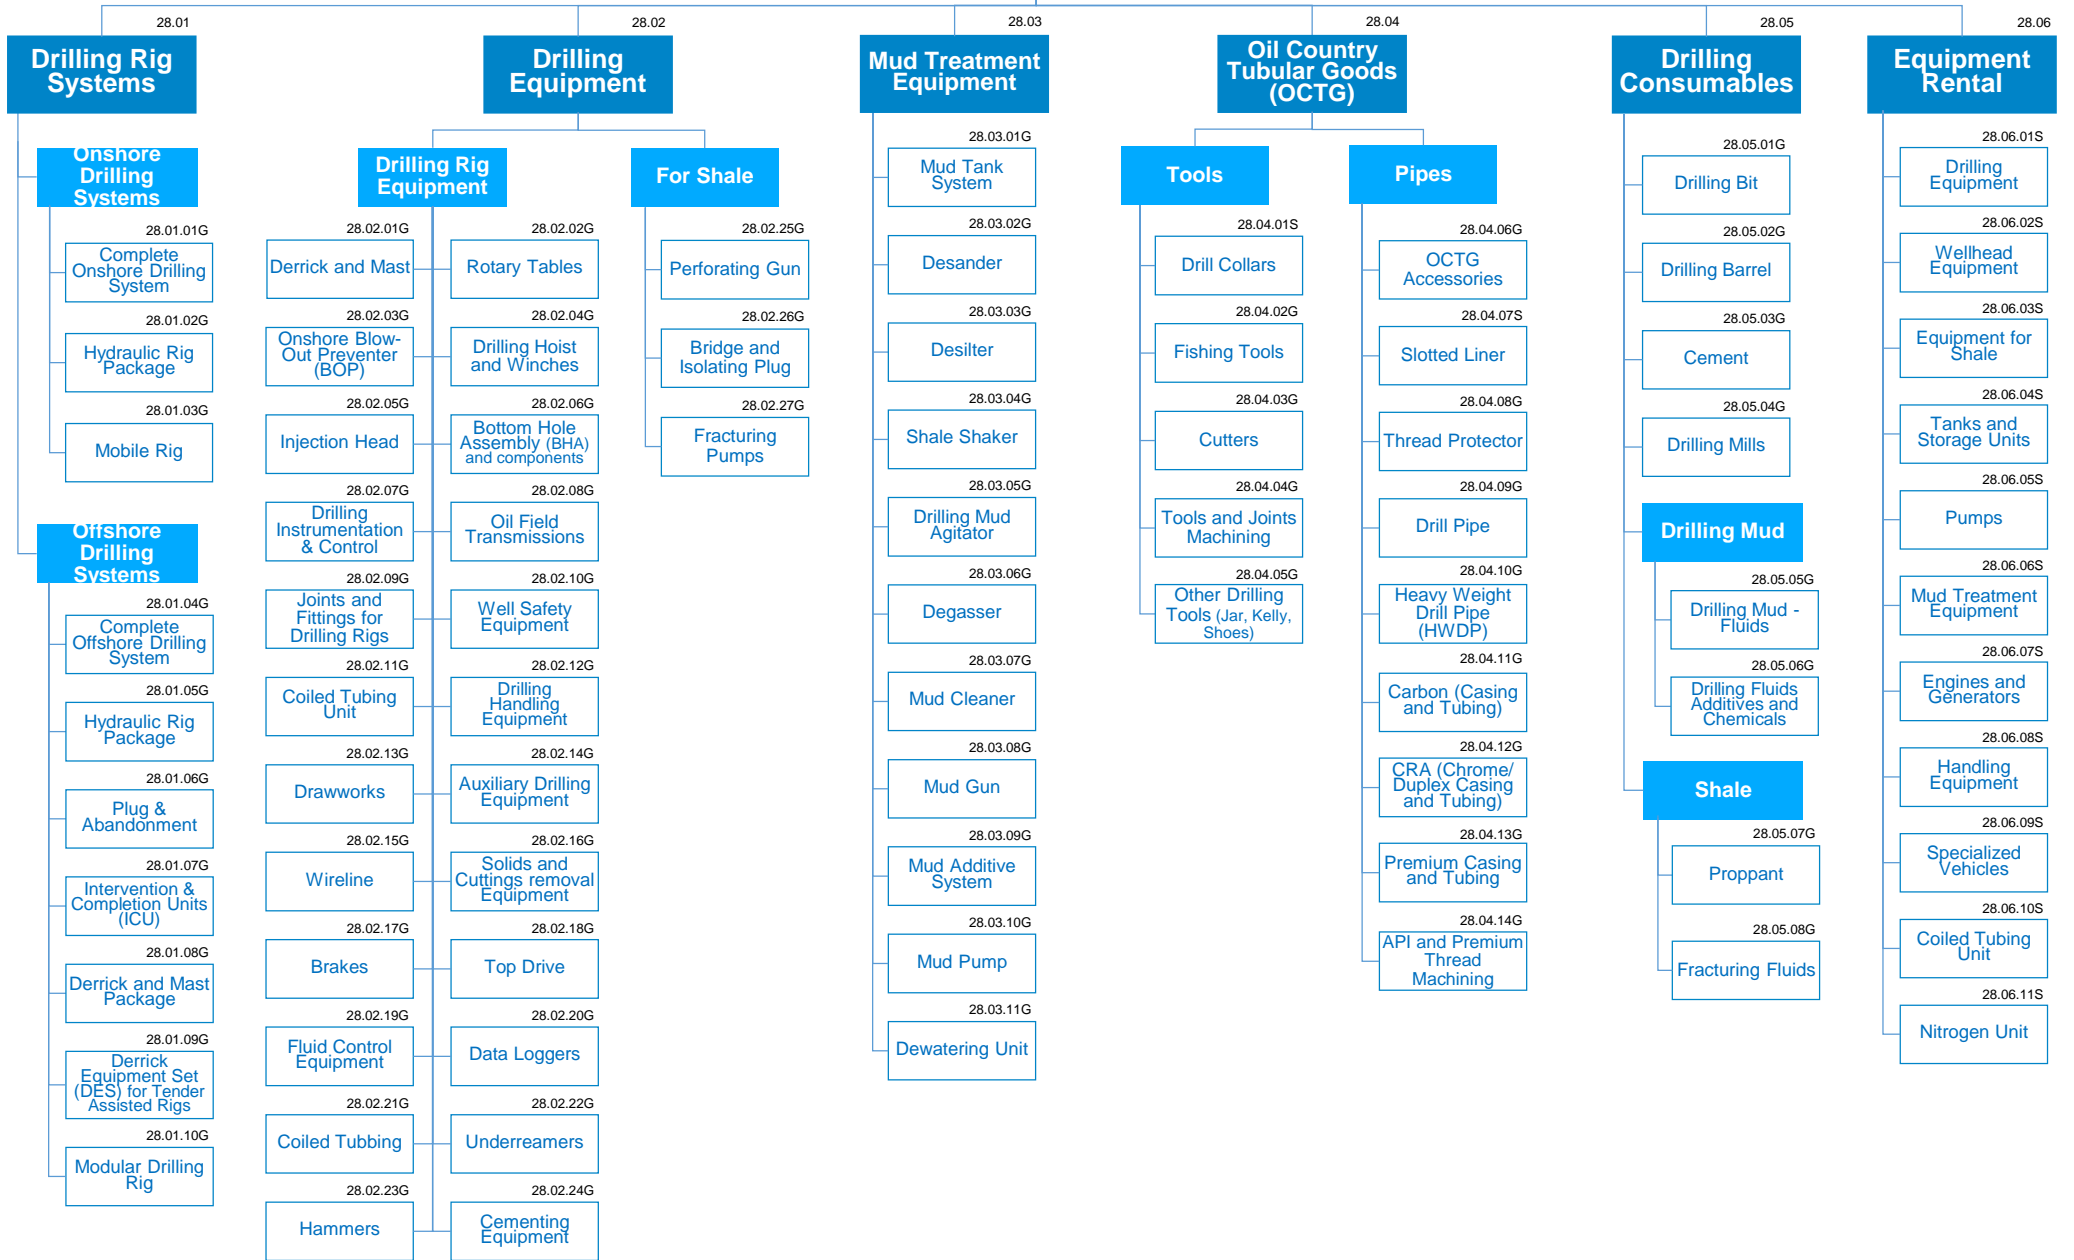 28.01
Drilling Rig
Systems
Onshore
Drilling
Systems
28.01.01G
Complete
Onshore Drilling
System
28.01.02G
Hydraulic Rig
Package
28.01.03G
Mobile Rig
Offshore
Drilling
Systems
28.01.04G
Complete
Offshore Drilling
System
28.01.05G
Hydraulic Rig
Package
28.01.06G
Plug &
Abandonment
28.01.07G
Intervention &
Completion Units
(ICU)
28.01.08G
Derrick and Mast
Package
28.01.09G
Derrick
Equipment Set
(DES) for Tender
Assisted Rigs
28.01.10G
Modular Drilling
Rig
28.02
Drilling
Equipment
Drilling Rig
Equipment
28.02.01G
Derrick and Mast
28.02.02G
Rotary Tables
28.02.03G
Onshore Blow-
Out Preventer
(BOP)
28.02.04G
Drilling Hoist
and Winches
28.02.05G
Injection Head
28.02.06G
Bottom Hole
Assembly (BHA)
and components
28.02.07G
Drilling
Instrumentation
& Control
28.02.08G
Oil Field
Transmissions
28.02.09G
Joints and
Fittings for
Drilling Rigs
28.02.10G
Well Safety
Equipment
28.02.11G
Coiled Tubing
Unit
28.02.12G
Drilling
Handling
Equipment
28.02.13G
Drawworks
28.02.14G
Auxiliary Drilling
Equipment
28.02.15G
Wireline
28.02.16G
Solids and
Cuttings removal
Equipment
28.02.17G
Brakes
28.02.18G
Top Drive
28.02.19G
Fluid Control
Equipment
28.02.20G
Data Loggers
28.02.21G
Coiled Tubbing
28.02.22G
Underreamers
28.02.23G
Hammers
28.02.24G
Cementing
Equipment
For Shale
28.02.25G
Perforating Gun
28.02.26G
Bridge and
Isolating Plug
28.02.27G
Fracturing
Pumps
28.03
Mud Treatment
Equipment
28.03.01G
Mud Tank
System
28.03.02G
Desander
28.03.03G
Desilter
28.03.04G
Shale Shaker
28.03.05G
Drilling Mud
Agitator
28.03.06G
Degasser
28.03.07G
Mud Cleaner
28.03.08G
Mud Gun
28.03.09G
Mud Additive
System
28.03.10G
Mud Pump
28.03.11G
Dewatering Unit
28.04
Oil Country
Tubular Goods
(OCTG)
Tools
28.04.01S
Drill Collars
28.04.02G
Fishing Tools
28.04.03G
Cutters
28.04.04G
Tools and Joints
Machining
28.04.05G
Other Drilling
Tools (Jar, Kelly,
Shoes)
Pipes
28.04.06G
OCTG
Accessories
28.04.07S
Slotted Liner
28.04.08G
Thread Protector
28.04.09G
Drill Pipe
28.04.10G
Heavy Weight
Drill Pipe
(HWDP)
28.04.11G
Carbon (Casing
and Tubing)
28.04.12G
CRA (Chrome/
Duplex Casing
and Tubing)
28.04.13G
Premium Casing
and Tubing
28.04.14G
API and Premium
Thread
Machining
28.05
Drilling
Consumables
28.05.01G
Drilling Bit
28.05.02G
Drilling Barrel
28.05.03G
Cement
28.05.04G
Drilling Mills
Drilling Mud
28.05.05G
Drilling Mud -
Fluids
28.05.06G
Drilling Fluids
Additives and
Chemicals
Shale
28.05.07G
Proppant
28.05.08G
Fracturing Fluids
28.06
Equipment
Rental
28.06.01S
Drilling
Equipment
28.06.02S
Wellhead
Equipment
28.06.03S
Equipment for
Shale
28.06.04S
Tanks and
Storage Units
28.06.05S
Pumps
28.06.06S
Mud Treatment
Equipment
28.06.07S
Engines and
Generators
28.06.08S
Handling
Equipment
28.06.09S
Specialized
Vehicles
28.06.10S
Coiled Tubing
Unit
28.06.11S
Nitrogen Unit